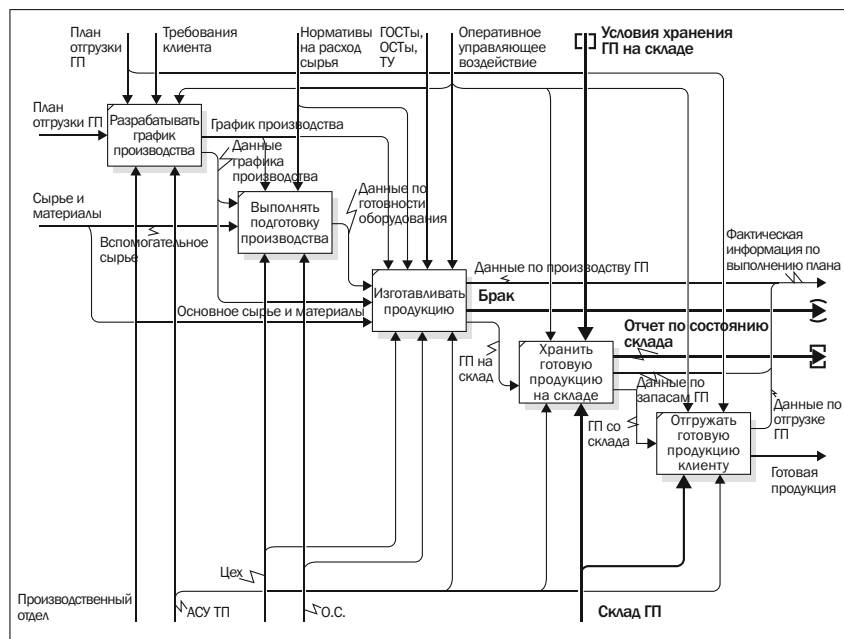 План
отгрузки
ГП
Требования
клиента
Нормативы
на расход
сырья
ГОСТы,
ОСТы,
ТУ
Оперативное
управляющее
воздействие
Условия хранения
ГП на складе
План
отгрузки ГП
Разрабатывать
график
производства
График производства
Данные
графика
производства
Сырье и
материалы
Вспомогательное
сырье
Выполнять
подготовку
производства
Данные по
готовности
оборудования
Фактическая
информация по
выполнению плана
Изготавливать
продукцию
Данные по производству ГП
Брак
Основное сырье и материалы
Отчет по состоянию
склада
ГП на
склад
Хранить
готовую
продукцию
на складе
Данные по
запасам ГП
ГП со
склада
Отгружать
готовую
продукцию
клиенту
Данные по
отгрузке
ГП
Готовая
продукция
Цех
Производственный
отдел
АСУ ТП
О.С.
Склад ГП